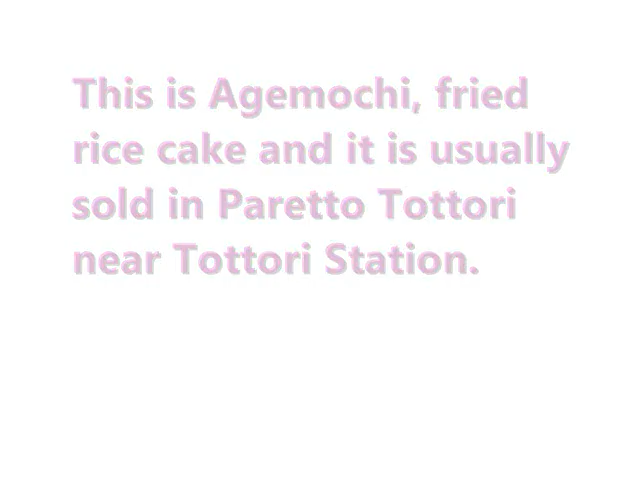 This is Agemochi, fried
rice cake and it is usually
sold in Paretto Tottori
near Tottori Station.